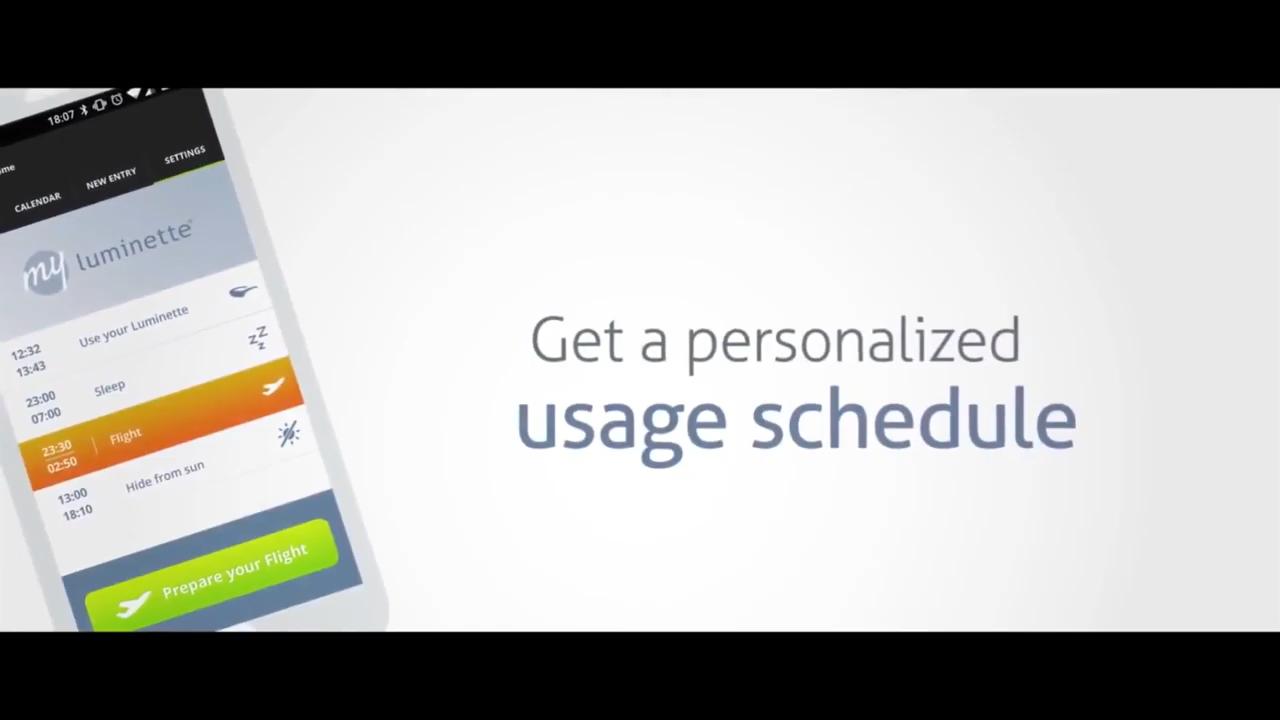 18:07
CALENDAR NEW ENTRY SETTINGS
my luminette®
12:32
13:43
Use your Luminette
23:00
07:00
Sleep
23:30
02:50
Flight
13:00
18:10
Hide from sun
Prepare your Flight
Get a personalized
usage schedule